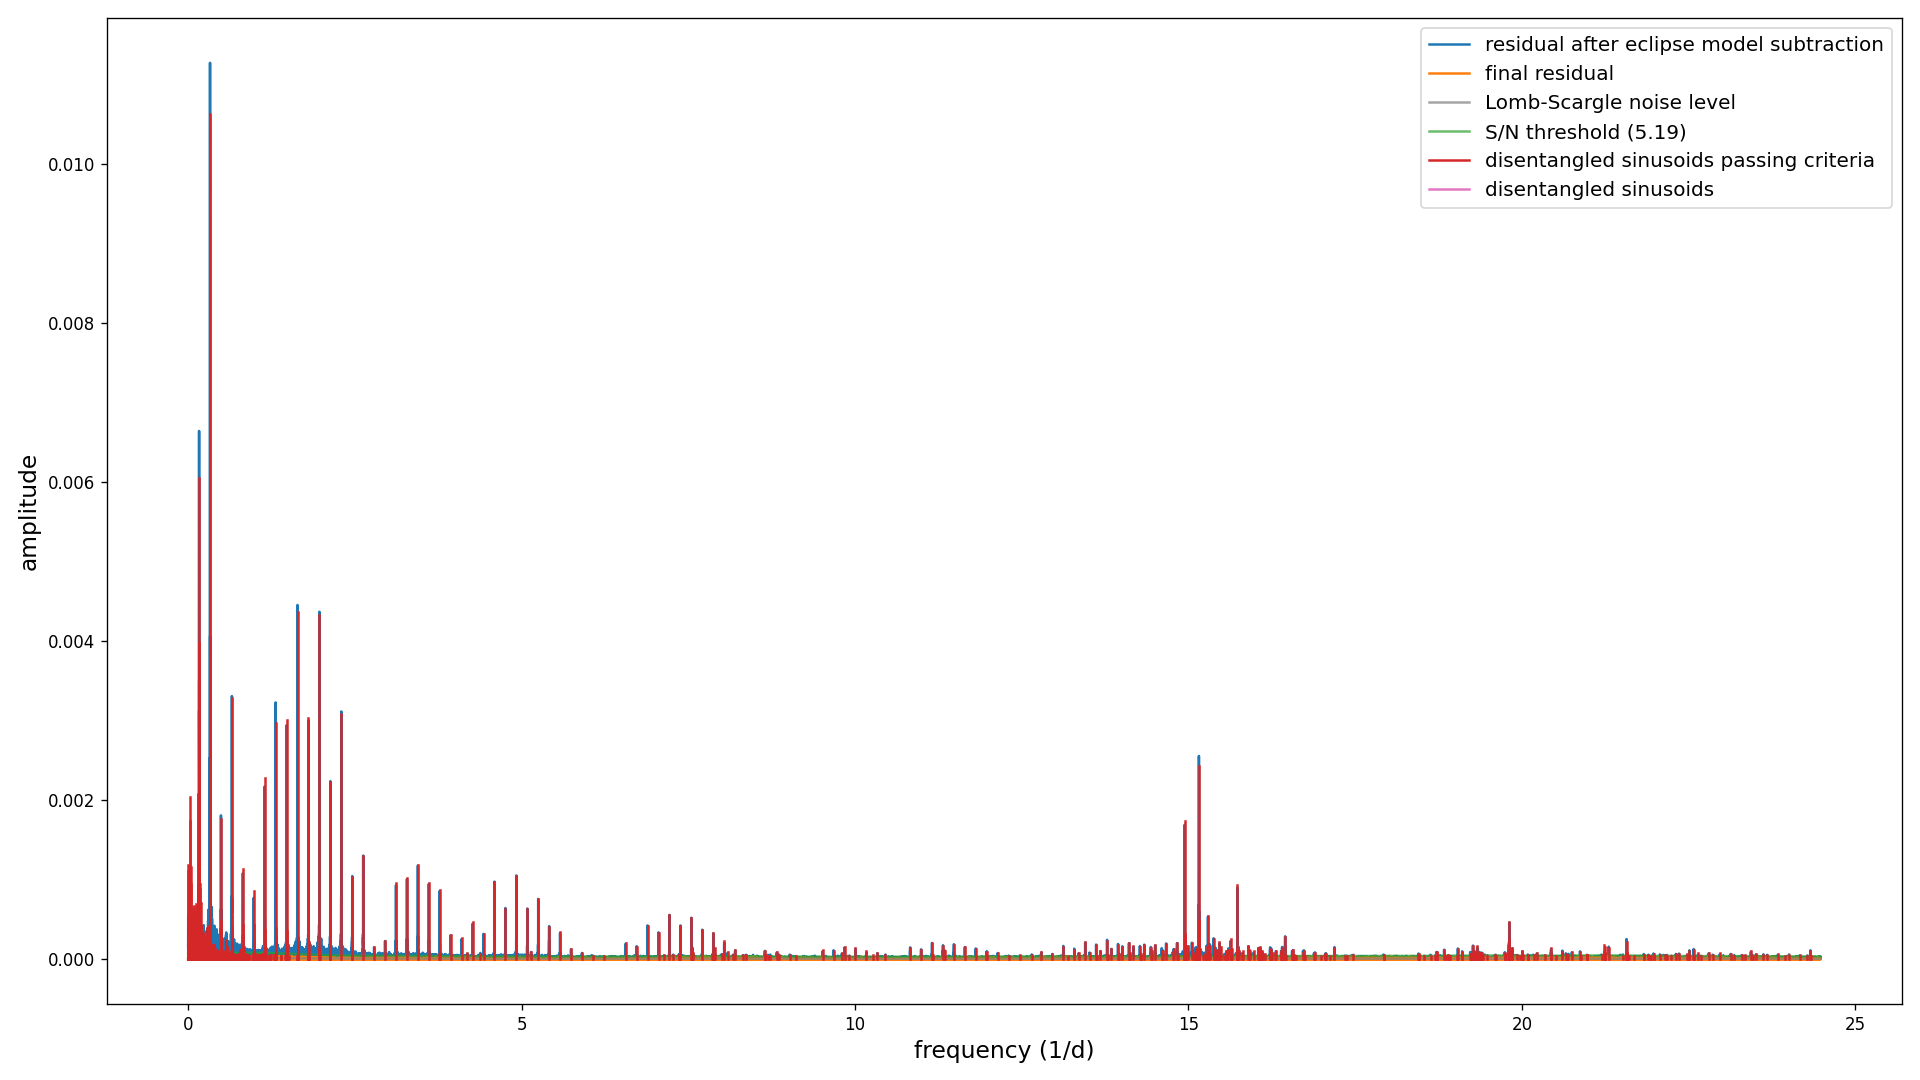 residual after eclipse model subtraction
final residual
Lomb-Scargle noise level
S/N threshold (5.19)
disentangled sinusoids passing criteria
disentangled sinusoids
0.010
0.008
0.006
0.004
0.002
0.000
amplitude
0 5 10 15 20 25
frequency (1/d)